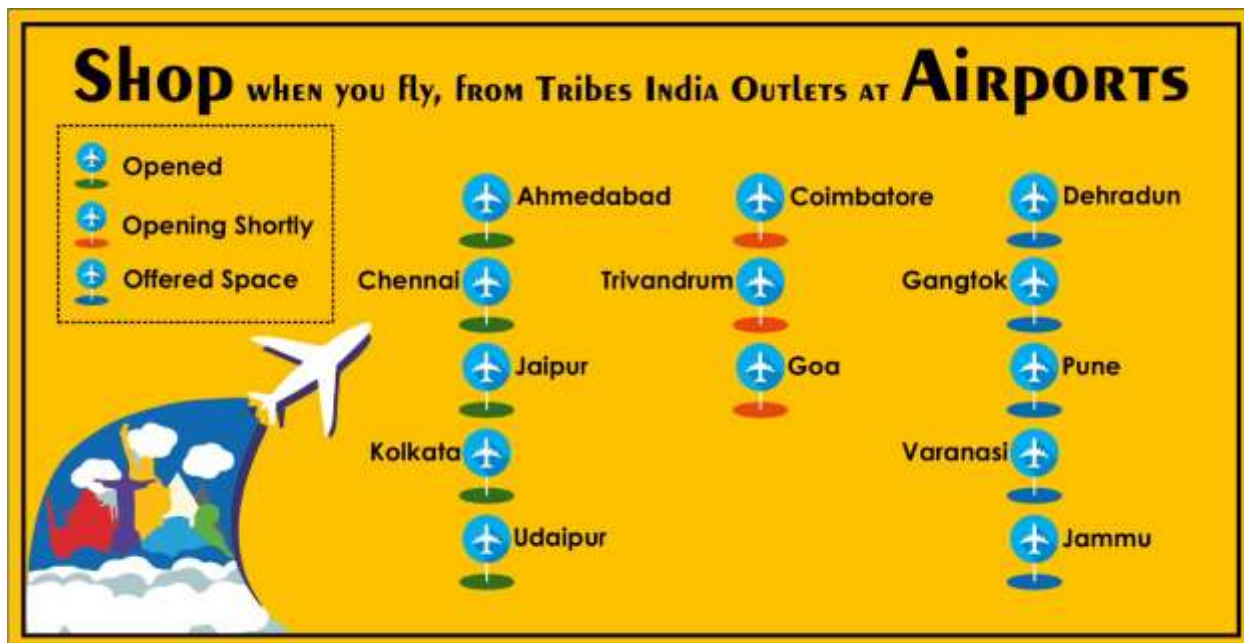 Shop when you fly, from Tribes India Outlets at Airports
Opened
Opening Shortly
Offered Space
Ahmedabad
Chennai
Jaipur
Kolkata
Udaipur
Coimbatore
Trivandrum
Goa
Dehradun
Gangtok
Pune
Varanasi
Jammu